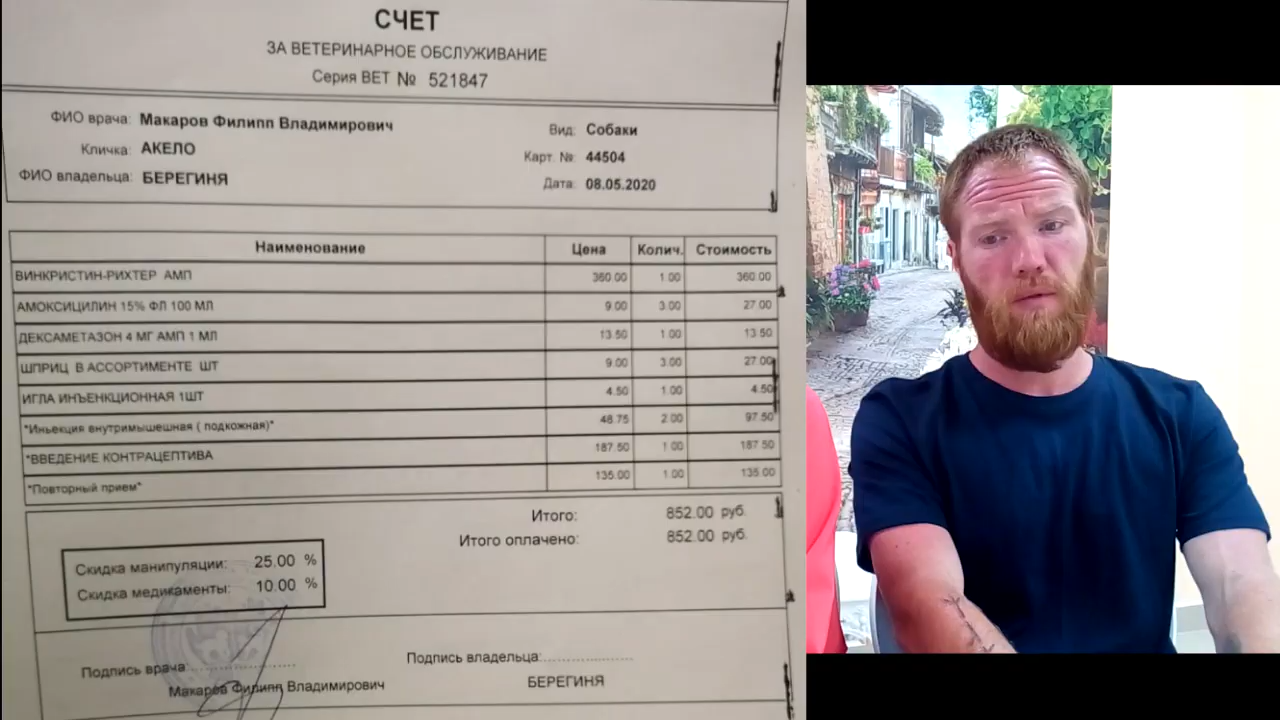 СЧЕТ
ЗА ВЕТЕРИНАРНОЕ ОБСЛУЖИВАНИЕ
Серия ВЕТ № 521847
ФИО врача: Макаров Филипп Владимирович
Вид: Собаки
Кличка: АКЕЛО
Карт. №: 44504
ФИО владельца: БЕРЕГИНЯ
Дата: 08.05.2020
Наименование Цена Колич. Стоимость
ВИНКРИСТИН-РИХТЕР АМП 360.00 1.00 360.00
АМОКСИЦИЛИН 15% ФЛ 100 МЛ 9.00 3.00 27.00
ДЕКСАМЕТАЗОН 4 МГ АМП 1 МЛ 13.50 1.00 13.50
ШПРИЦ В АССОРТИМЕНТЕ ШТ 9.00 3.00 27.00
ИГЛА ИНЪЕНКЦИОННАЯ 1ШТ 4.50 1.00 4.50
*Иньекция внутримышешная ( подкожная)* 48.75 2.00 97.50
*ВВЕДЕНИЕ КОНТРАЦЕПТИВА 187.50 1.00 187.50
*Повторный прием* 135.00 1.00 135.00
Итого: 852.00 руб.
Итого оплачено: 852.00 руб.
Скидка манипуляции: 25.00 %
Скидка медикаменты: 10.00 %
Подпись врача:....................
Подпись владельца:....................
Макаров Филипп Владимирович
БЕРЕГИНЯ